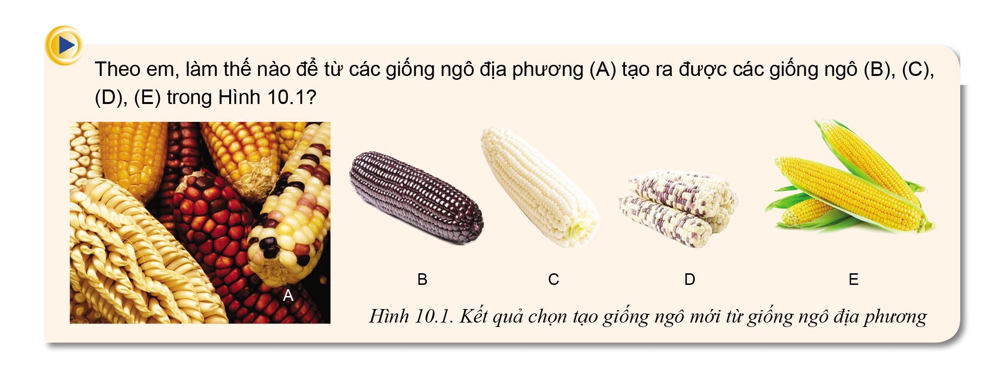 Theo em, làm thế nào để từ các giống ngô địa phương (A) tạo ra được các giống ngô (B), (C),
(D), (E) trong Hình 10.1?
A
B
C
D
E
Hình 10.1. Kết quả chọn tạo giống ngô mới từ giống ngô địa phương